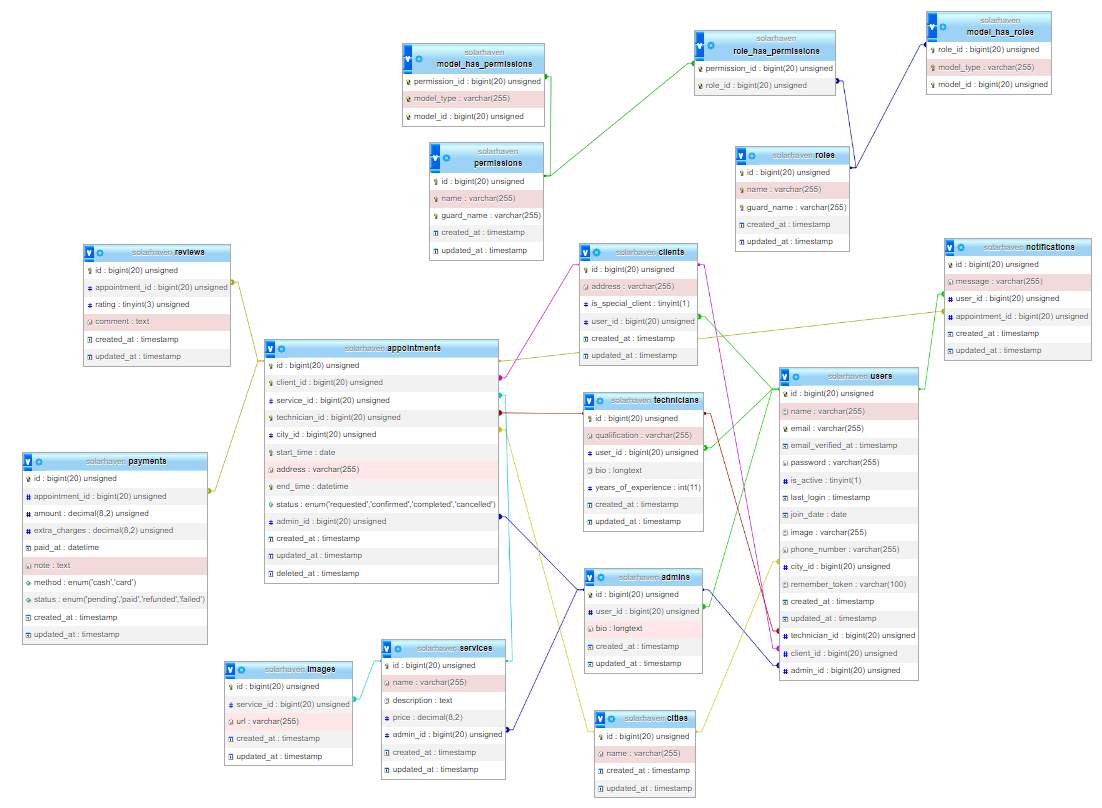 solarhaven
model_has_permissions
permission_id : bigint(20) unsigned
model_type : varchar(255)
model_id : bigint(20) unsigned
solarhaven
role_has_permissions
permission_id : bigint(20) unsigned
role_id : bigint(20) unsigned
solarhaven
model_has_roles
role_id : bigint(20) unsigned
model_type : varchar(255)
model_id : bigint(20) unsigned
solarhaven
permissions
id : bigint(20) unsigned
name : varchar(255)
guard_name : varchar(255)
created_at : timestamp
updated_at : timestamp
solarhaven roles
id : bigint(20) unsigned
name : varchar(255)
guard_name : varchar(255)
created_at : timestamp
updated_at : timestamp
solarhaven reviews
id : bigint(20) unsigned
appointment_id : bigint(20) unsigned
rating : tinyint(3) unsigned
comment : text
created_at : timestamp
updated_at : timestamp
solarhaven clients
id : bigint(20) unsigned
address : varchar(255)
is_special_client : tinyint(1)
user_id : bigint(20) unsigned
created_at : timestamp
updated_at : timestamp
solarhaven notifications
id : bigint(20) unsigned
message : varchar(255)
user_id : bigint(20) unsigned
appointment_id : bigint(20) unsigned
created_at : timestamp
updated_at : timestamp
solarhaven appointments
id : bigint(20) unsigned
client_id : bigint(20) unsigned
service_id : bigint(20) unsigned
technician_id : bigint(20) unsigned
city_id : bigint(20) unsigned
start_time : date
address : varchar(255)
end_time : datetime
status : enum('requested','confirmed','completed','cancelled')
admin_id : bigint(20) unsigned
created_at : timestamp
updated_at : timestamp
deleted_at : timestamp
solarhaven technicians
id : bigint(20) unsigned
qualification : varchar(255)
user_id : bigint(20) unsigned
bio : longtext
years_of_experience : int(11)
created_at : timestamp
updated_at : timestamp
solarhaven users
id : bigint(20) unsigned
name : varchar(255)
email : varchar(255)
email_verified_at : timestamp
password : varchar(255)
is_active : tinyint(1)
last_login : timestamp
join_date : date
image : varchar(255)
phone_number : varchar(255)
city_id : bigint(20) unsigned
remember_token : varchar(100)
created_at : timestamp
updated_at : timestamp
technician_id : bigint(20) unsigned
client_id : bigint(20) unsigned
admin_id : bigint(20) unsigned
solarhaven payments
id : bigint(20) unsigned
appointment_id : bigint(20) unsigned
amount : decimal(8,2) unsigned
extra_charges : decimal(8,2) unsigned
paid_at : datetime
note : text
method : enum('cash','card')
status : enum('pending','paid','refunded','failed')
created_at : timestamp
updated_at : timestamp
solarhaven admins
id : bigint(20) unsigned
user_id : bigint(20) unsigned
bio : longtext
created_at : timestamp
updated_at : timestamp
solarhaven images
id : bigint(20) unsigned
service_id : bigint(20) unsigned
url : varchar(255)
created_at : timestamp
updated_at : timestamp
solarhaven services
id : bigint(20) unsigned
name : varchar(255)
description : text
price : decimal(8,2)
admin_id : bigint(20) unsigned
created_at : timestamp
updated_at : timestamp
solarhaven cities
id : bigint(20) unsigned
name : varchar(255)
created_at : timestamp
updated_at : timestamp